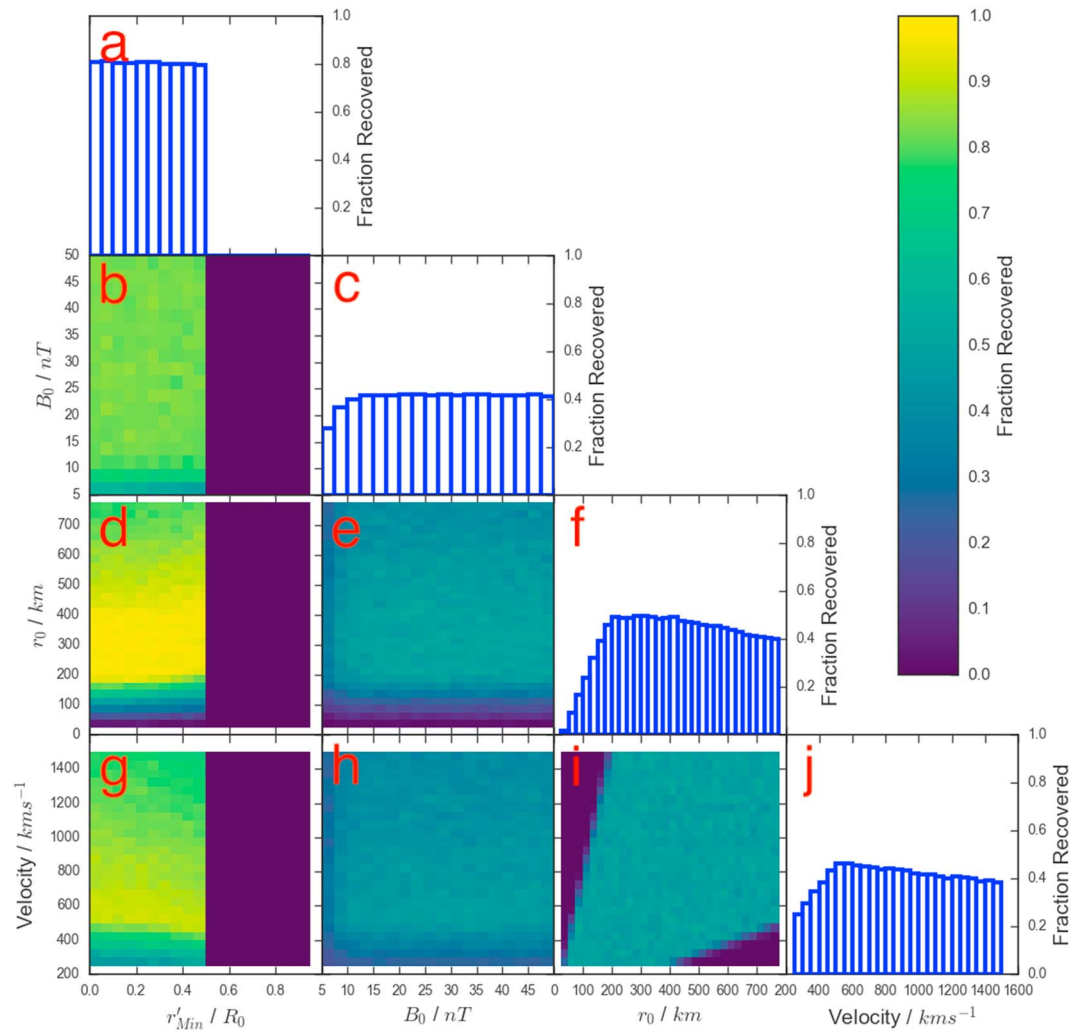 a
1.0
0.8
0.6
0.4
0.2
Fraction Recovered
1.0
0.9
0.8
0.7
0.6
0.5
0.4
0.3
0.2
0.1
0.0
Fraction Recovered
b
50
45
40
35
30
25
20
15
10
5
B₀ / nT
c
1.0
0.8
0.6
0.4
0.2
Fraction Recovered
d
700
600
500
400
300
200
100
0
r₀ / km
e
f
1.0
0.8
0.6
0.4
0.2
Fraction Recovered
g
1400
1200
1000
800
600
400
200
Velocity / kms⁻¹
h
i
j
1.0
0.8
0.6
0.4
0.2
0.0
Fraction Recovered
0.0 0.2 0.4 0.6 0.8
r′Min / R₀
5 10 15 20 25 30 35 40 45 50
B₀ / nT
0 100 200 300 400 500 600 700 200
r₀ / km
400 600 800 1000 1200 1400 1600
Velocity / kms⁻¹